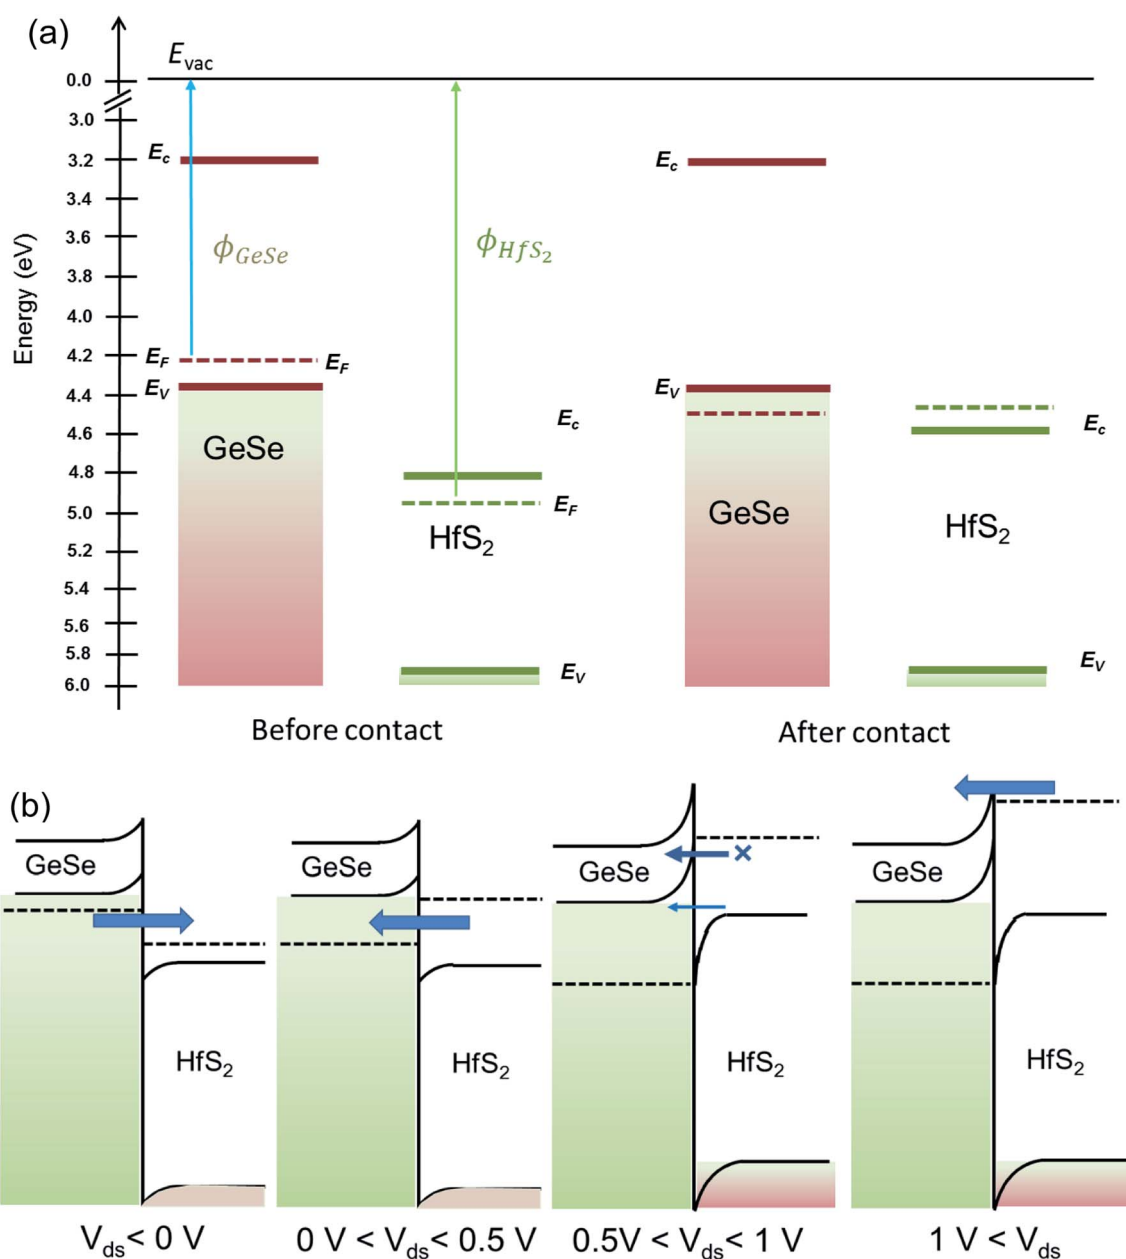 (a)
E_vac
0.0
3.0
3.2
3.4
3.6
3.8
4.0
4.2
4.4
4.6
4.8
5.0
5.2
5.4
5.6
5.8
6.0
Energy (eV)
E_c
ϕ_GeSe
E_F
E_F
E_V
GeSe
ϕ_HfS₂
E_c
E_F
HfS₂
E_V
Before contact
E_c
E_V
GeSe
E_c
HfS₂
E_V
After contact
(b)
GeSe
HfS₂
V_ds < 0 V
GeSe
HfS₂
0 V < V_ds < 0.5 V
GeSe
HfS₂
0.5V < V_ds < 1 V
GeSe
HfS₂
1 V < V_ds